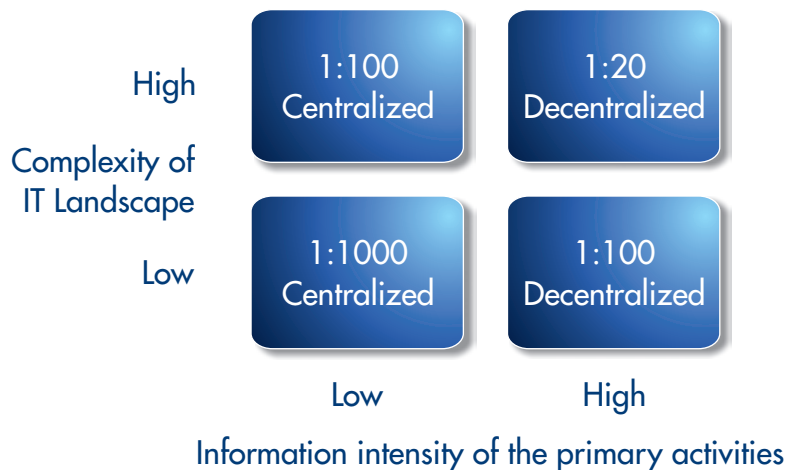 High
1:100
Centralized
1:20
Decentralized
Complexity of
IT Landscape
Low
1:1000
Centralized
1:100
Decentralized
Low
High
Information intensity of the primary activities